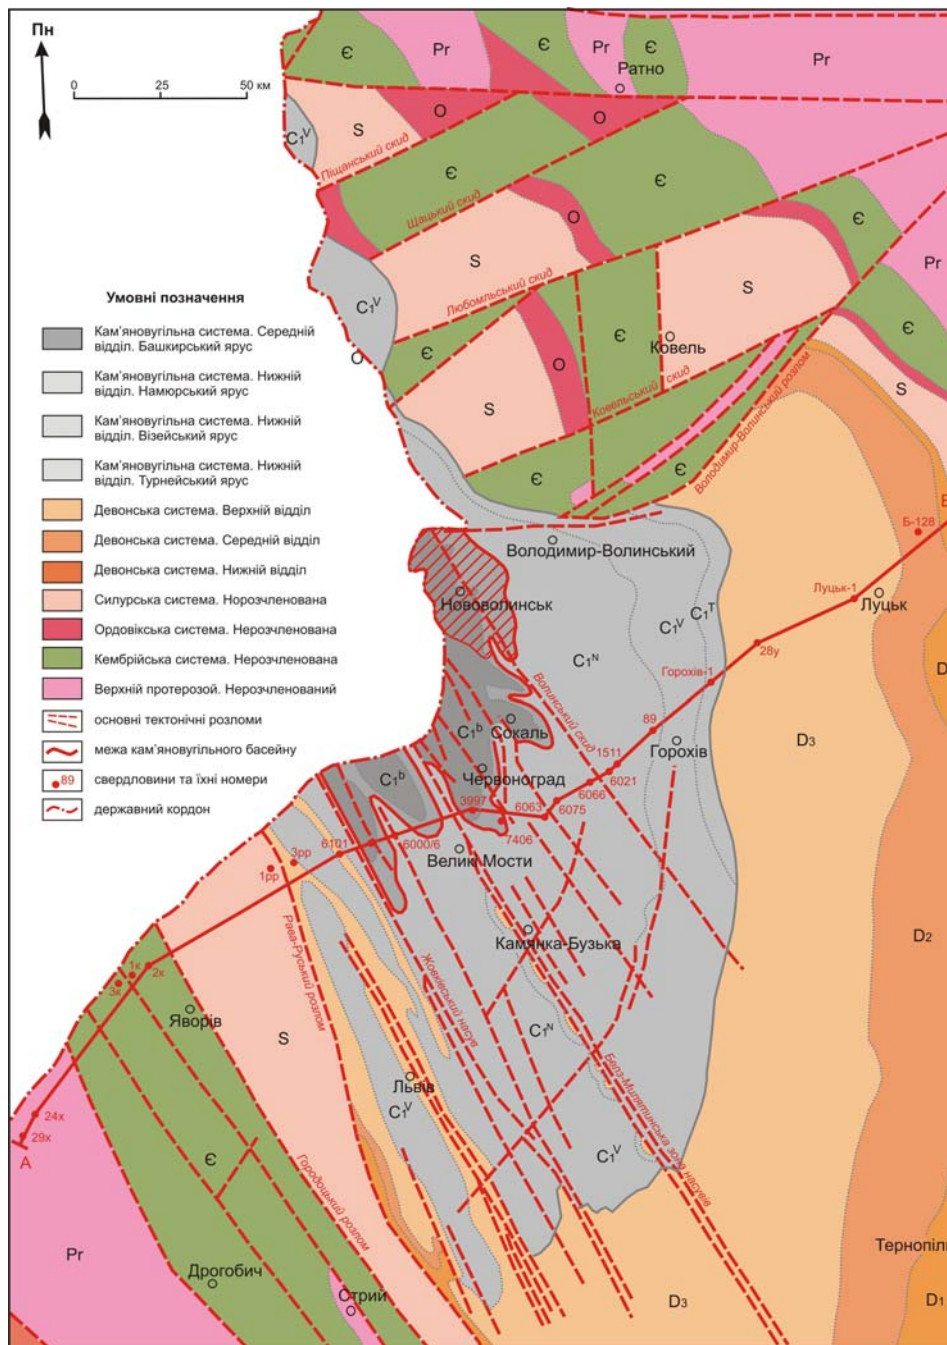 Пн
0 25 50 км
Є
Pr
Є
Pr
Є
Pr
Ратно
C₁ⱽ
S
O
O
Піщанський скид
Є
Є
Щацький скид
O
Є
S
Pr
C₁ⱽ
Любомльський скид
S
O
Є
Є
O
Ковель
Є
S
S
Ковельський скид
Володимир-Волинський розлом
Є
Є
Умовні позначення
Кам'яновугільна система. Середній
відділ. Башкирський ярус
Кам'яновугільна система. Нижній
відділ. Намюрський ярус
Кам'яновугільна система. Нижній
відділ. Візейський ярус
Кам'яновугільна система. Нижній
відділ. Турнейський ярус
Девонська система. Верхній відділ
Девонська система. Середній відділ
Девонська система. Нижній відділ
Силурська система. Норозчленована
Ордовікська система. Нерозчленована
Кембрійська система. Нерозчленована
Верхній протерозой. Нерозчленований
основні тектонічні розломи
межа кам'яновугільного басейну
89 свердловини та їхні номери
державний кордон
Б-128
Володимир-Волинський
Нововолинськ
Луцьк-1
Луцьк
C₁ⱽ
C₁ᵀ
C₁ᴺ
28у
Горохів-1
Волинський скид
C₁ᵇ
Сокаль
89
Горохів
D₃
1511
C₁ᵇ
Червоноград
6021
6066
3997
6063
6075
6101
6000/6
7406
3рр
1рр
Великі Мости
Рава-Руський розлом
Камянка-Бузька
D₂
1к
2к
3к
Жовківський насув
Яворів
S
C₁ᴺ
Белз-Милятинська зона насувів
Львів
C₁ⱽ
24х
29х
А
C₁ⱽ
Є
Городоцький розлом
Pr
Дрогобич
Стрий
Тернопіль
D₃
D₁